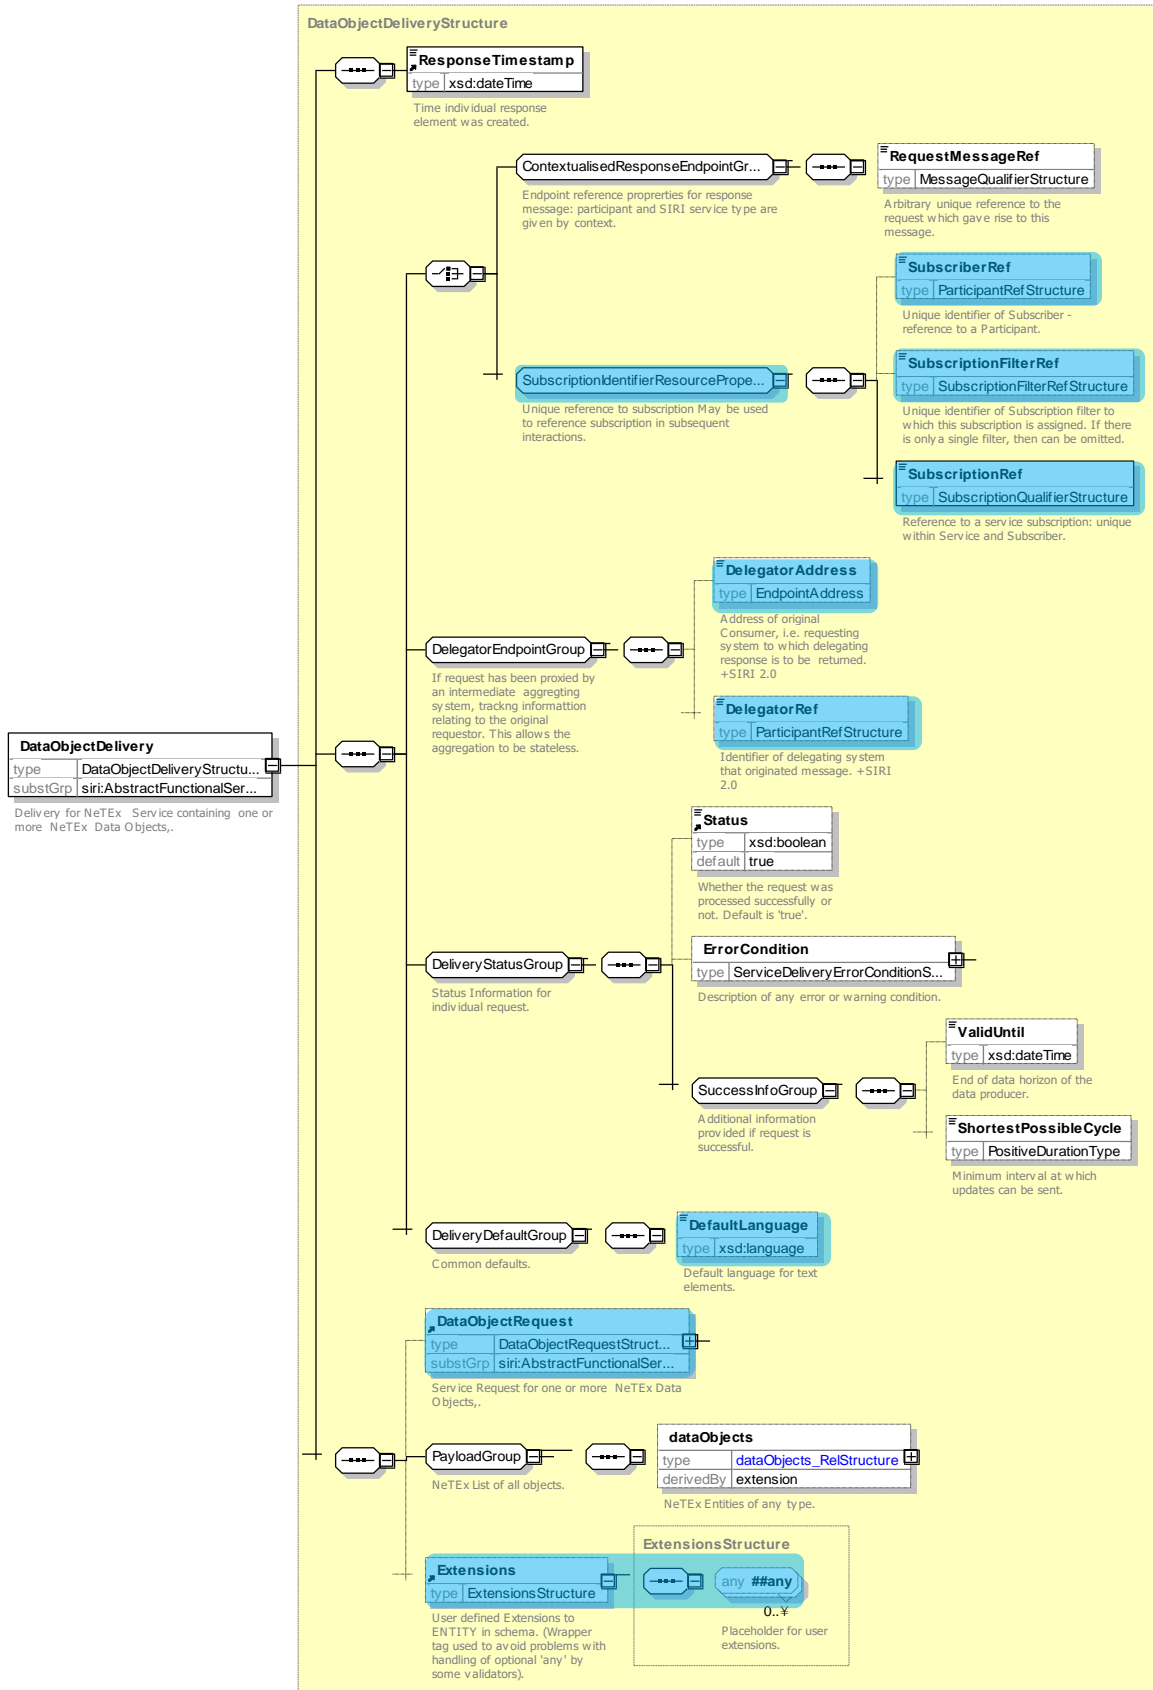 DataObjectDeliveryStructure
ResponseTimestamp
type xsd:dateTime
Time individual response
element was created.
ContextualisedResponseEndpointGr...
Endpoint reference proprerties for response
message: participant and SIRI service type are
given by context.
RequestMessageRef
type MessageQualifierStructure
Arbitrary unique reference to the
request which gave rise to this
message.
SubscriberRef
type ParticipantRefStructure
Unique identifier of Subscriber -
reference to a Participant.
SubscriptionIdentifierResourcePrope...
Unique reference to subscription May be used
to reference subscription in subsequent
interactions.
SubscriptionFilterRef
type SubscriptionFilterRefStructure
Unique identifier of Subscription filter to
which this subscription is assigned. If there
is only a single filter, then can be omitted.
SubscriptionRef
type SubscriptionQualifierStructure
Reference to a service subscription: unique
within Service and Subscriber.
DelegatorEndpointGroup
If request has been proxied by
an intermediate aggregting
system, trackng informattion
relating to the original
requestor. This allows the
aggregation to be stateless.
DelegatorAddress
type EndpointAddress
Address of original
Consumer, i.e. requesting
system to which delegating
response is to be returned.
+SIRI 2.0
DelegatorRef
type ParticipantRefStructure
Identifier of delegating system
that originated message. +SIRI
2.0
DataObjectDelivery
type DataObjectDeliveryStructu...
substGrp siri:AbstractFunctionalSer...
Delivery for NeTEx Service containing one or
more NeTEx Data Objects,.
Status
type xsd:boolean
default true
Whether the request was
processed successfully or
not. Default is 'true'.
DeliveryStatusGroup
Status Information for
individual request.
ErrorCondition
type ServiceDeliveryErrorConditionS...
Description of any error or warning condition.
SuccessInfoGroup
Additional information
provided if request is
successful.
ValidUntil
type xsd:dateTime
End of data horizon of the
data producer.
ShortestPossibleCycle
type PositiveDurationType
Minimum interval at which
updates can be sent.
DeliveryDefaultGroup
Common defaults.
DefaultLanguage
type xsd:language
Default language for text
elements.
DataObjectRequest
type DataObjectRequestStruct...
substGrp siri:AbstractFunctionalSer...
Service Request for one or more NeTEx Data
Objects,.
PayloadGroup
NeTEx List of all objects.
dataObjects
type dataObjects_RelStructure
derivedBy extension
NeTEx Entities of any type.
ExtensionsStructure
Extensions
type ExtensionsStructure
User defined Extensions to
ENTITY in schema. (Wrapper
tag used to avoid problems with
handling of optional 'any' by
some validators).
any ##any
0..¥
Placeholder for user
extensions.